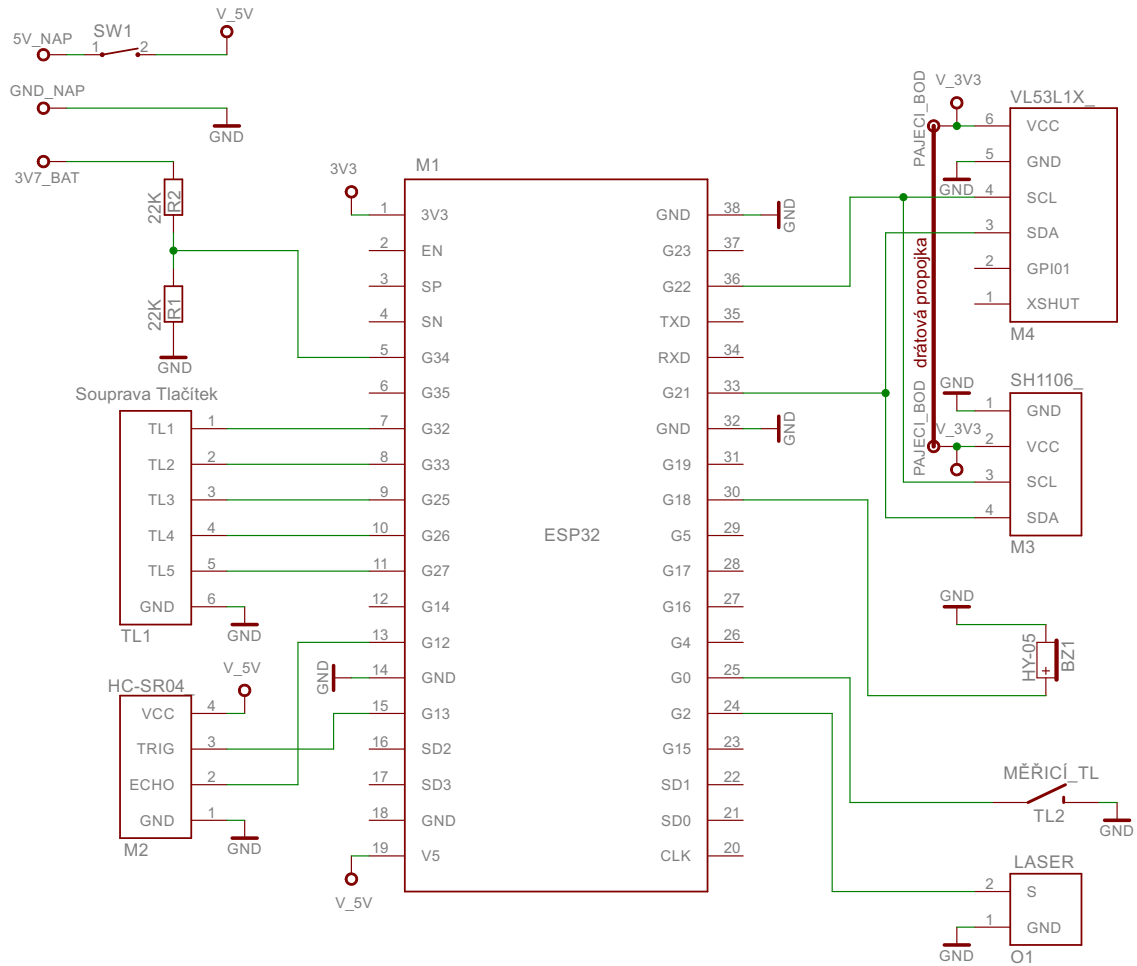 5V_NAP
SW1
1
2
V_5V
GND_NAP
GND
3V7_BAT
22K
R2
22K
R1
GND
Souprava Tlačítek
TL1 1
TL2 2
TL3 3
TL4 4
TL5 5
GND 6
GND
TL1
HC-SR04_
V_5V
VCC 4
TRIG 3
ECHO 2
GND 1
GND
M2
M1
3V3
1 3V3
2 EN
3 SP
4 SN
5 G34
6 G35
7 G32
8 G33
9 G25
10 G26
11 G27
12 G14
13 G12
GND
14 GND
15 G13
16 SD2
17 SD3
18 GND
19 V5
V_5V
ESP32
GND 38
GND
G23 37
G22 36
TXD 35
RXD 34
G21 33
GND 32
GND
G19 31
G18 30
G5 29
G17 28
G16 27
G4 26
G0 25
G2 24
G15 23
SD1 22
SD0 21
CLK 20
PAJECI_BOD
V_3V3
VL53L1X_
6 VCC
5 GND
GND
4 SCL
3 SDA
2 GPI01
1 XSHUT
M4
drátová propojka
PAJECI_BOD
GND
V_3V3
SH1106_
1 GND
2 VCC
3 SCL
4 SDA
M3
GND
HY-05
+
BZ1
MĚŘICÍ_TL
TL2
GND
LASER
2 S
1 GND
GND
O1